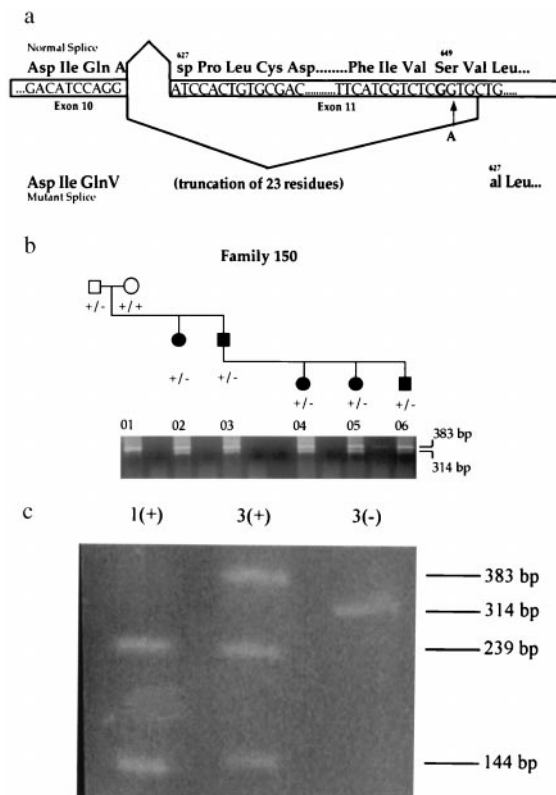 a
Normal Splice
627
649
Asp Ile Gln A
sp Pro Leu Cys Asp.........Phe Ile Val Ser Val Leu...
...GACATCCAGG
ATCCACTGTGCGAC...........TTCATCGTCTCGGTGCTG.....
Exon 10
Exon 11
A
627
Asp Ile GlnV
(truncation of 23 residues)
al Leu...
Mutant Splice
b
Family 150
+/-
+/+
+/-
+/-
+/-
+/-
+/-
01 02 03 04 05 06
383 bp
314 bp
c
1(+) 3(+) 3(-)
383 bp
314 bp
239 bp
144 bp